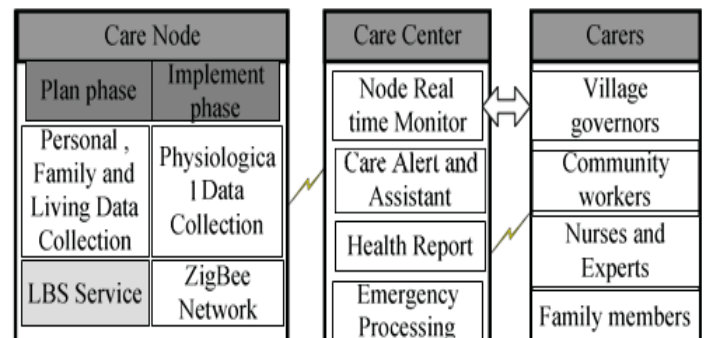 Care Node
Plan phase
Implement
phase
Personal ,
Family and
Living Data
Collection
Physiologica
l Data
Collection
LBS Service
ZigBee
Network
Care Center
Node Real
time Monitor
Care Alert and
Assistant
Health Report
Emergency
Processing
Carers
Village
governors
Community
workers
Nurses and
Experts
Family members